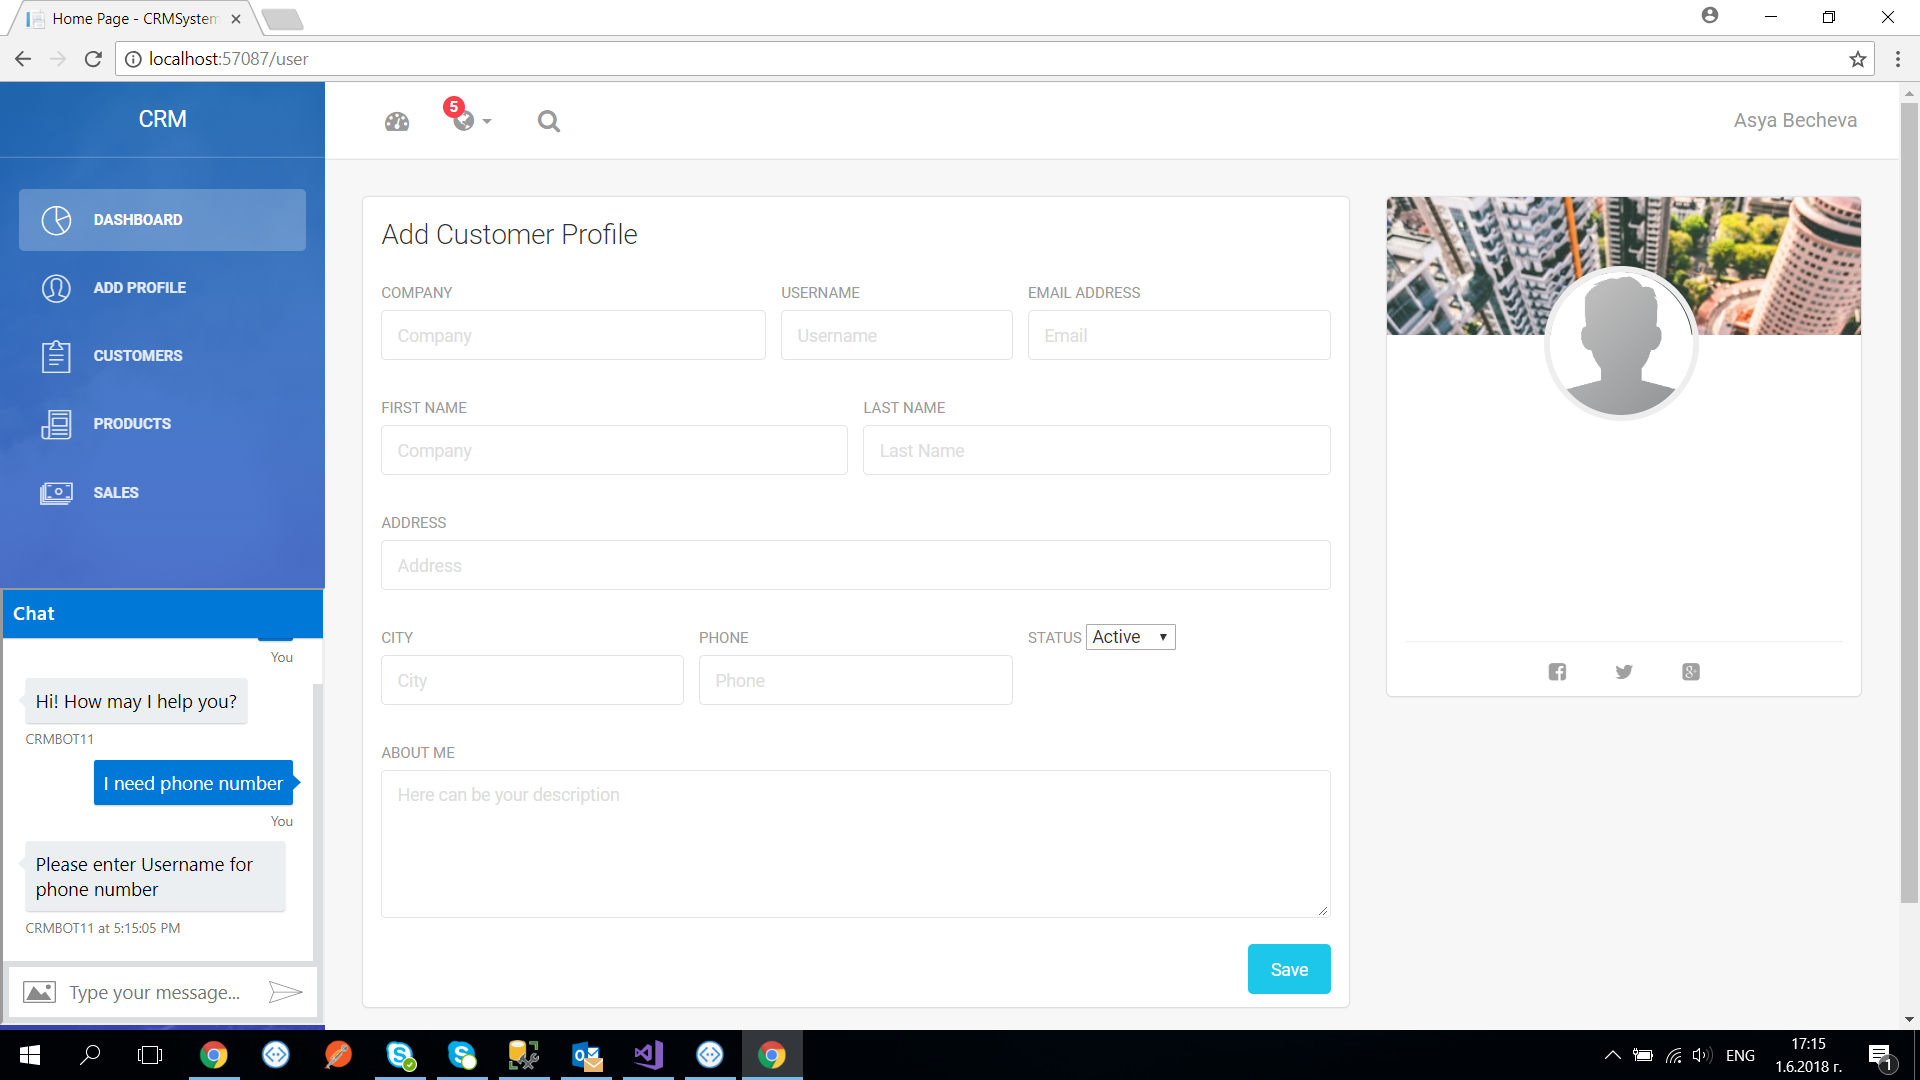 Home Page - CRMSystem
localhost:57087/user
CRM
5
Asya Becheva
DASHBOARD
ADD PROFILE
CUSTOMERS
PRODUCTS
SALES
Add Customer Profile
COMPANY
USERNAME
EMAIL ADDRESS
Company
Username
Email
FIRST NAME
LAST NAME
Company
Last Name
ADDRESS
Address
CITY
PHONE
STATUS Active
City
Phone
ABOUT ME
Here can be your description
Save
Chat
You
Hi! How may I help you?
CRMBOT11
I need phone number
You
Please enter Username for
phone number
CRMBOT11 at 5:15:05 PM
Type your message...
ENG
17:15
1.6.2018 г.
1